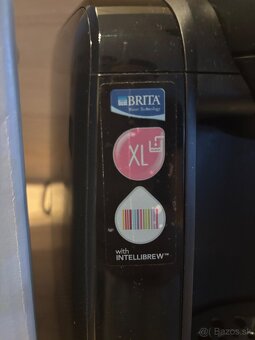 BRITA
Water Technology
XL
with
INTELLIBREW™
Bazos.sk